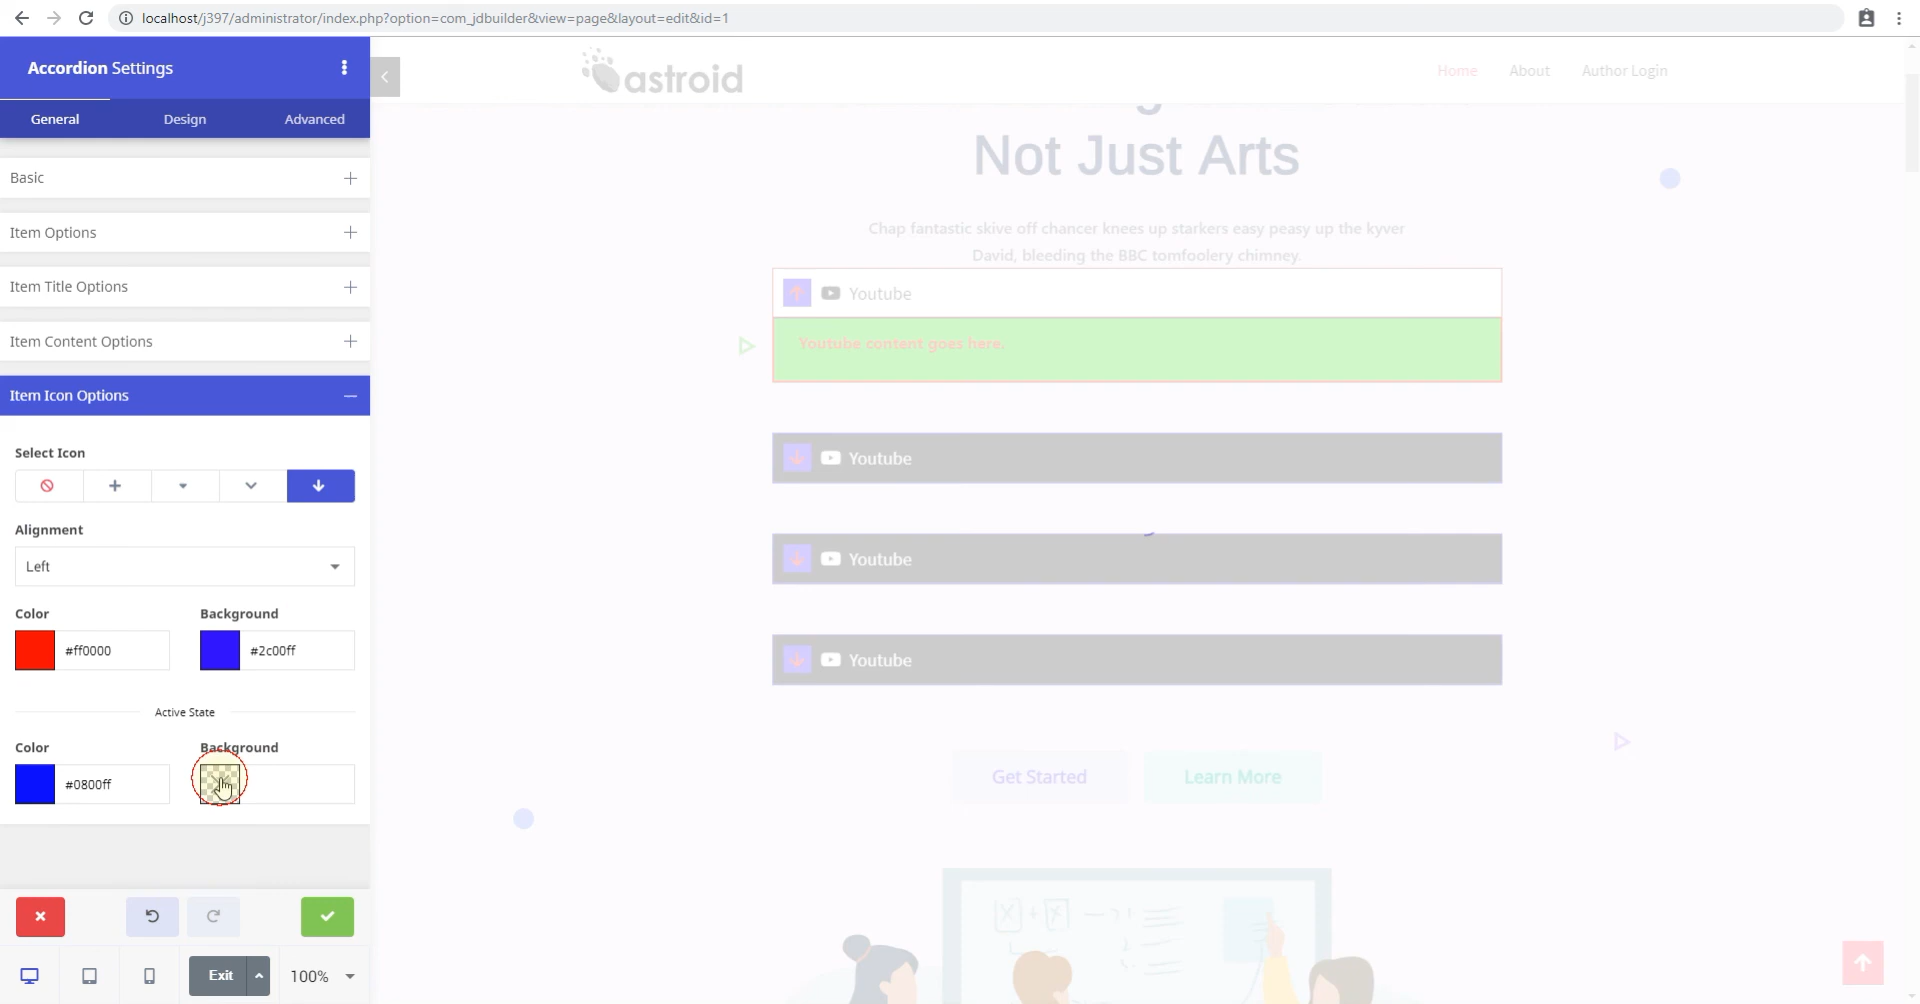 localhost/j397/administrator/index.php?option=com_jdbuilder&view=page&layout=edit&id=1
Accordion Settings
General
Design
Advanced
Basic
Item Options
Item Title Options
Item Content Options
Item Icon Options
Select Icon
Alignment
Left
Color
Background
#ff0000
#2c00ff
Active State
Color
Background
#0800ff
Exit
100%
astroid
Home
About
Author Login
Not Just Arts
Chap fantastic skive off chancer knees up starkers easy peasy up the kyver
David, bleeding the BBC tomfoolery chimney.
Youtube
Youtube content goes here.
Youtube
Youtube
Youtube
Get Started
Learn More